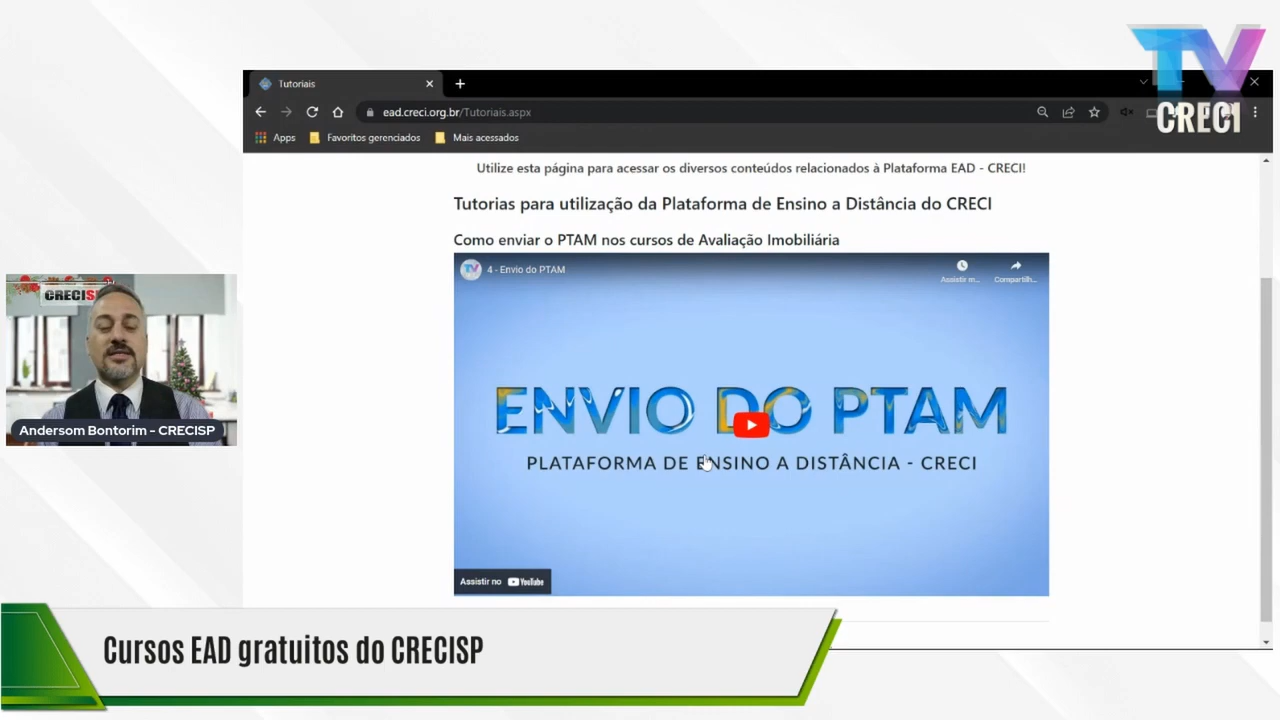 TV
CRECI
Tutoriais
ead.creci.org.br/Tutoriais.aspx
Apps
Favoritos gerenciados
Mais acessados
Utilize esta página para acessar os diversos conteúdos relacionados à Plataforma EAD - CRECI!
Tutorias para utilização da Plataforma de Ensino a Distância do CRECI
Como enviar o PTAM nos cursos de Avaliação Imobiliária
TV
4 - Envio do PTAM
Assistir m...
Compartilh...
ENVIO DO PTAM
PLATAFORMA DE ENSINO A DISTÂNCIA - CRECI
Assistir no YouTube
CRECIS
Andersom Bontorim - CRECISP
Cursos EAD gratuitos do CRECISP